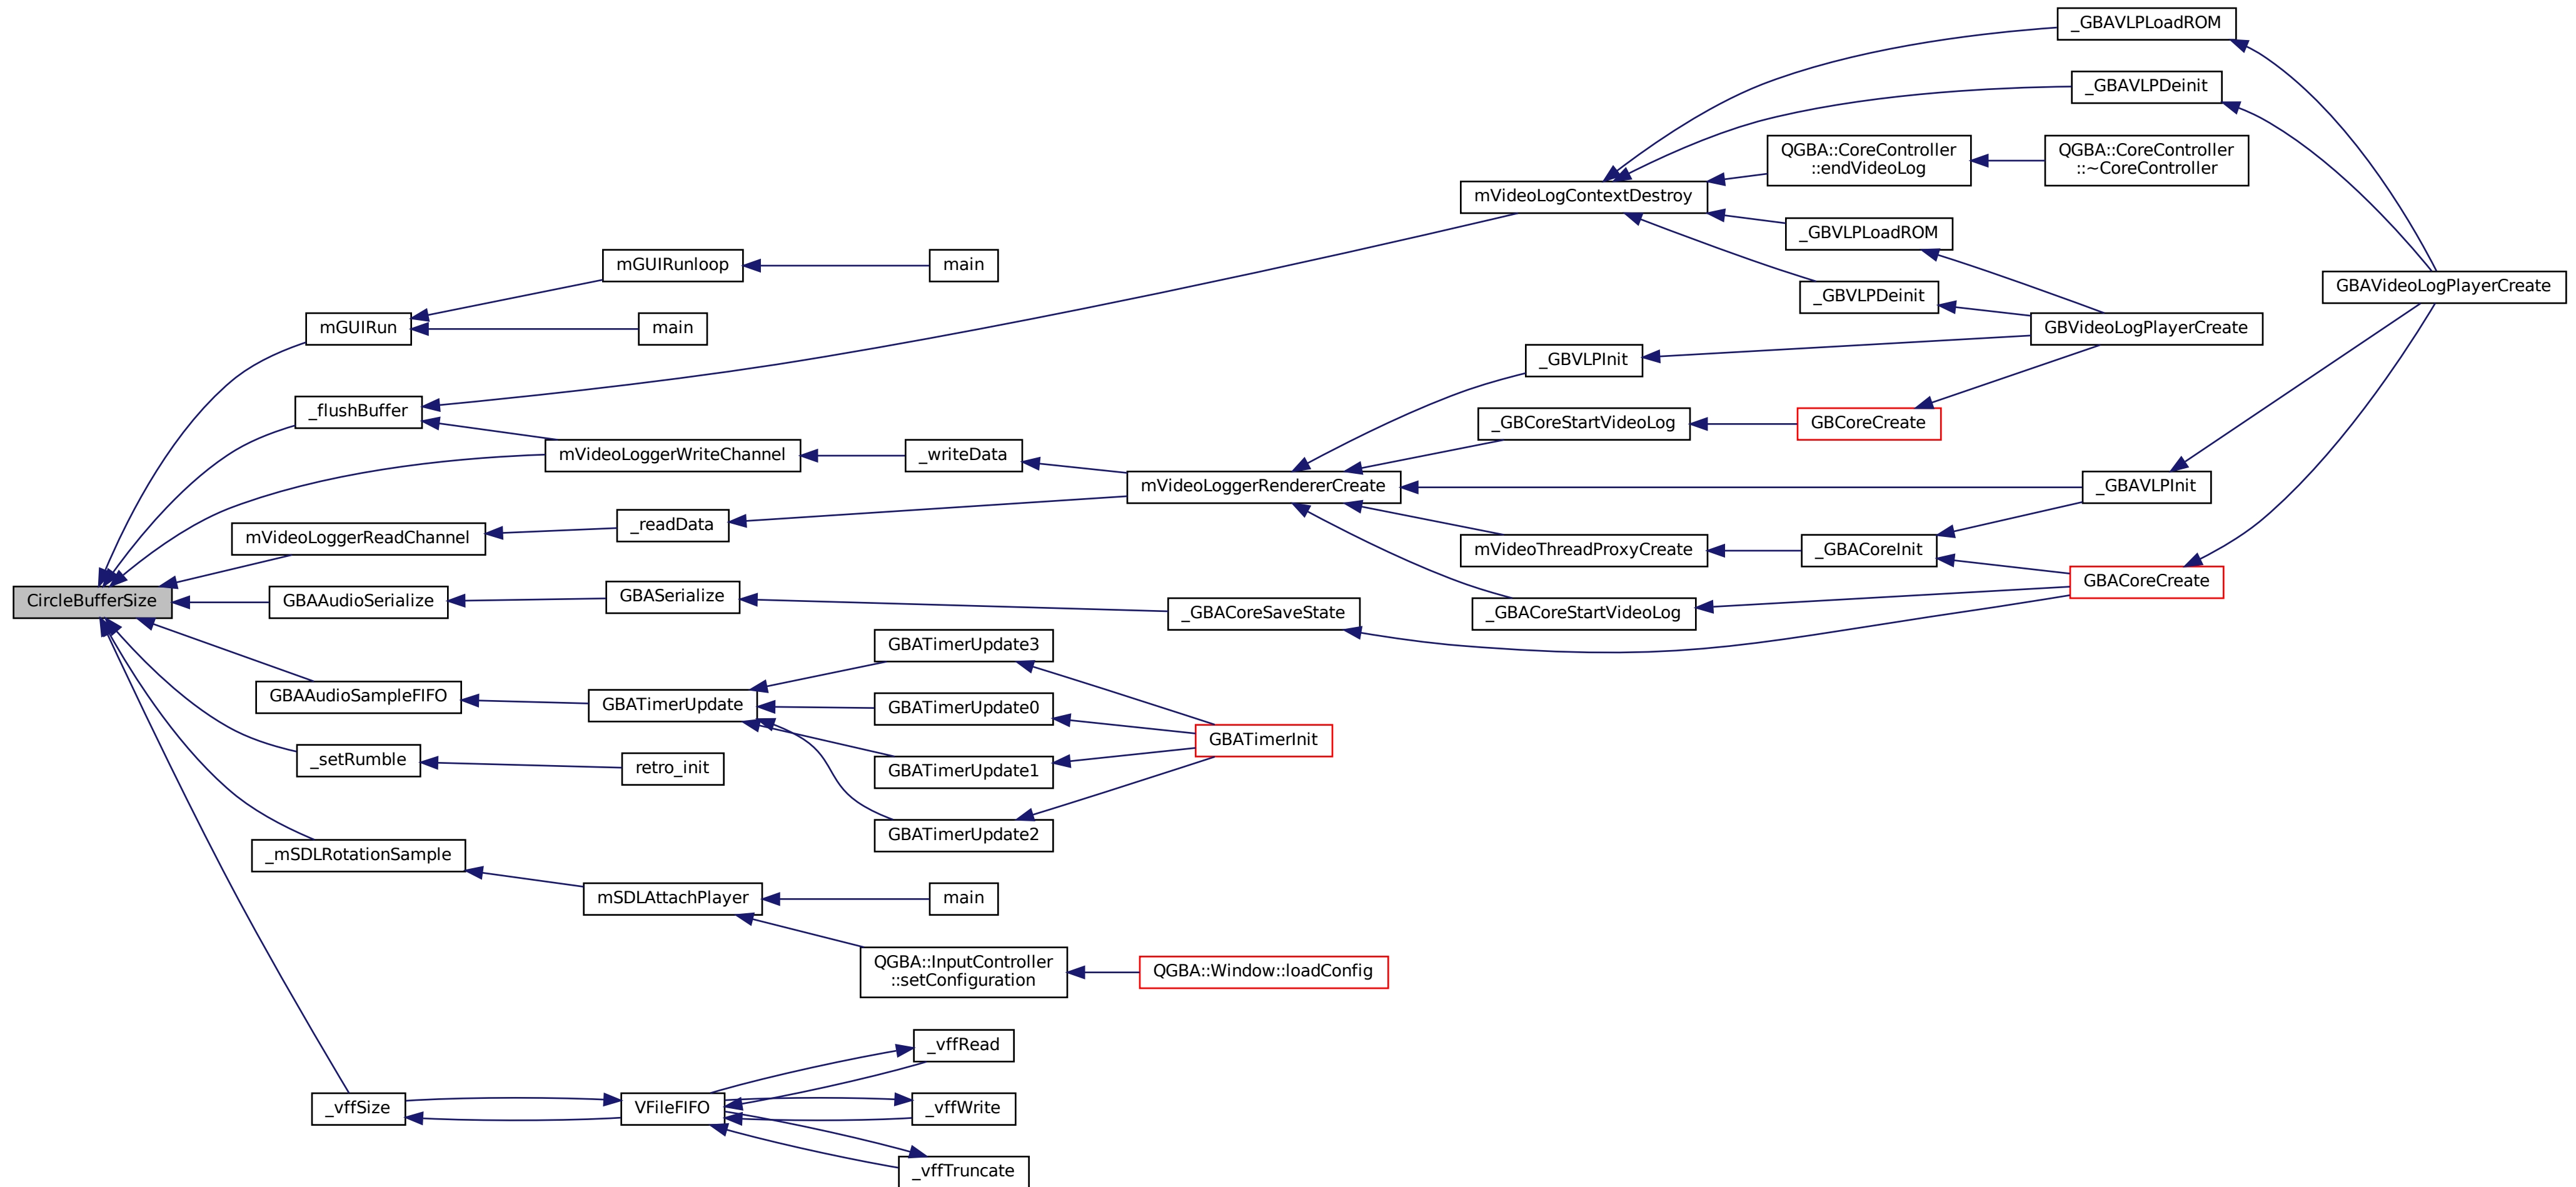 _GBAVLPLoadROM
_GBAVLPDeinit
QGBA::CoreController
::endVideoLog
QGBA::CoreController
::~CoreController
mVideoLogContextDestroy
_GBVLPLoadROM
mGUIRunloop
main
GBAVideoLogPlayerCreate
_GBVLPDeinit
mGUIRun
main
GBVideoLogPlayerCreate
_GBVLPInit
_flushBuffer
_GBCoreStartVideoLog
GBCoreCreate
mVideoLoggerWriteChannel
_writeData
mVideoLoggerRendererCreate
_GBAVLPInit
mVideoLoggerReadChannel
_readData
mVideoThreadProxyCreate
_GBACoreInit
GBACoreCreate
CircleBufferSize
GBAAudioSerialize
GBASerialize
_GBACoreSaveState
_GBACoreStartVideoLog
GBATimerUpdate3
GBAAudioSampleFIFO
GBATimerUpdate
GBATimerUpdate0
GBATimerInit
_setRumble
retro_init
GBATimerUpdate1
GBATimerUpdate2
_mSDLRotationSample
mSDLAttachPlayer
main
QGBA::InputController
::setConfiguration
QGBA::Window::loadConfig
_vffRead
_vffSize
VFileFIFO
_vffWrite
_vffTruncate